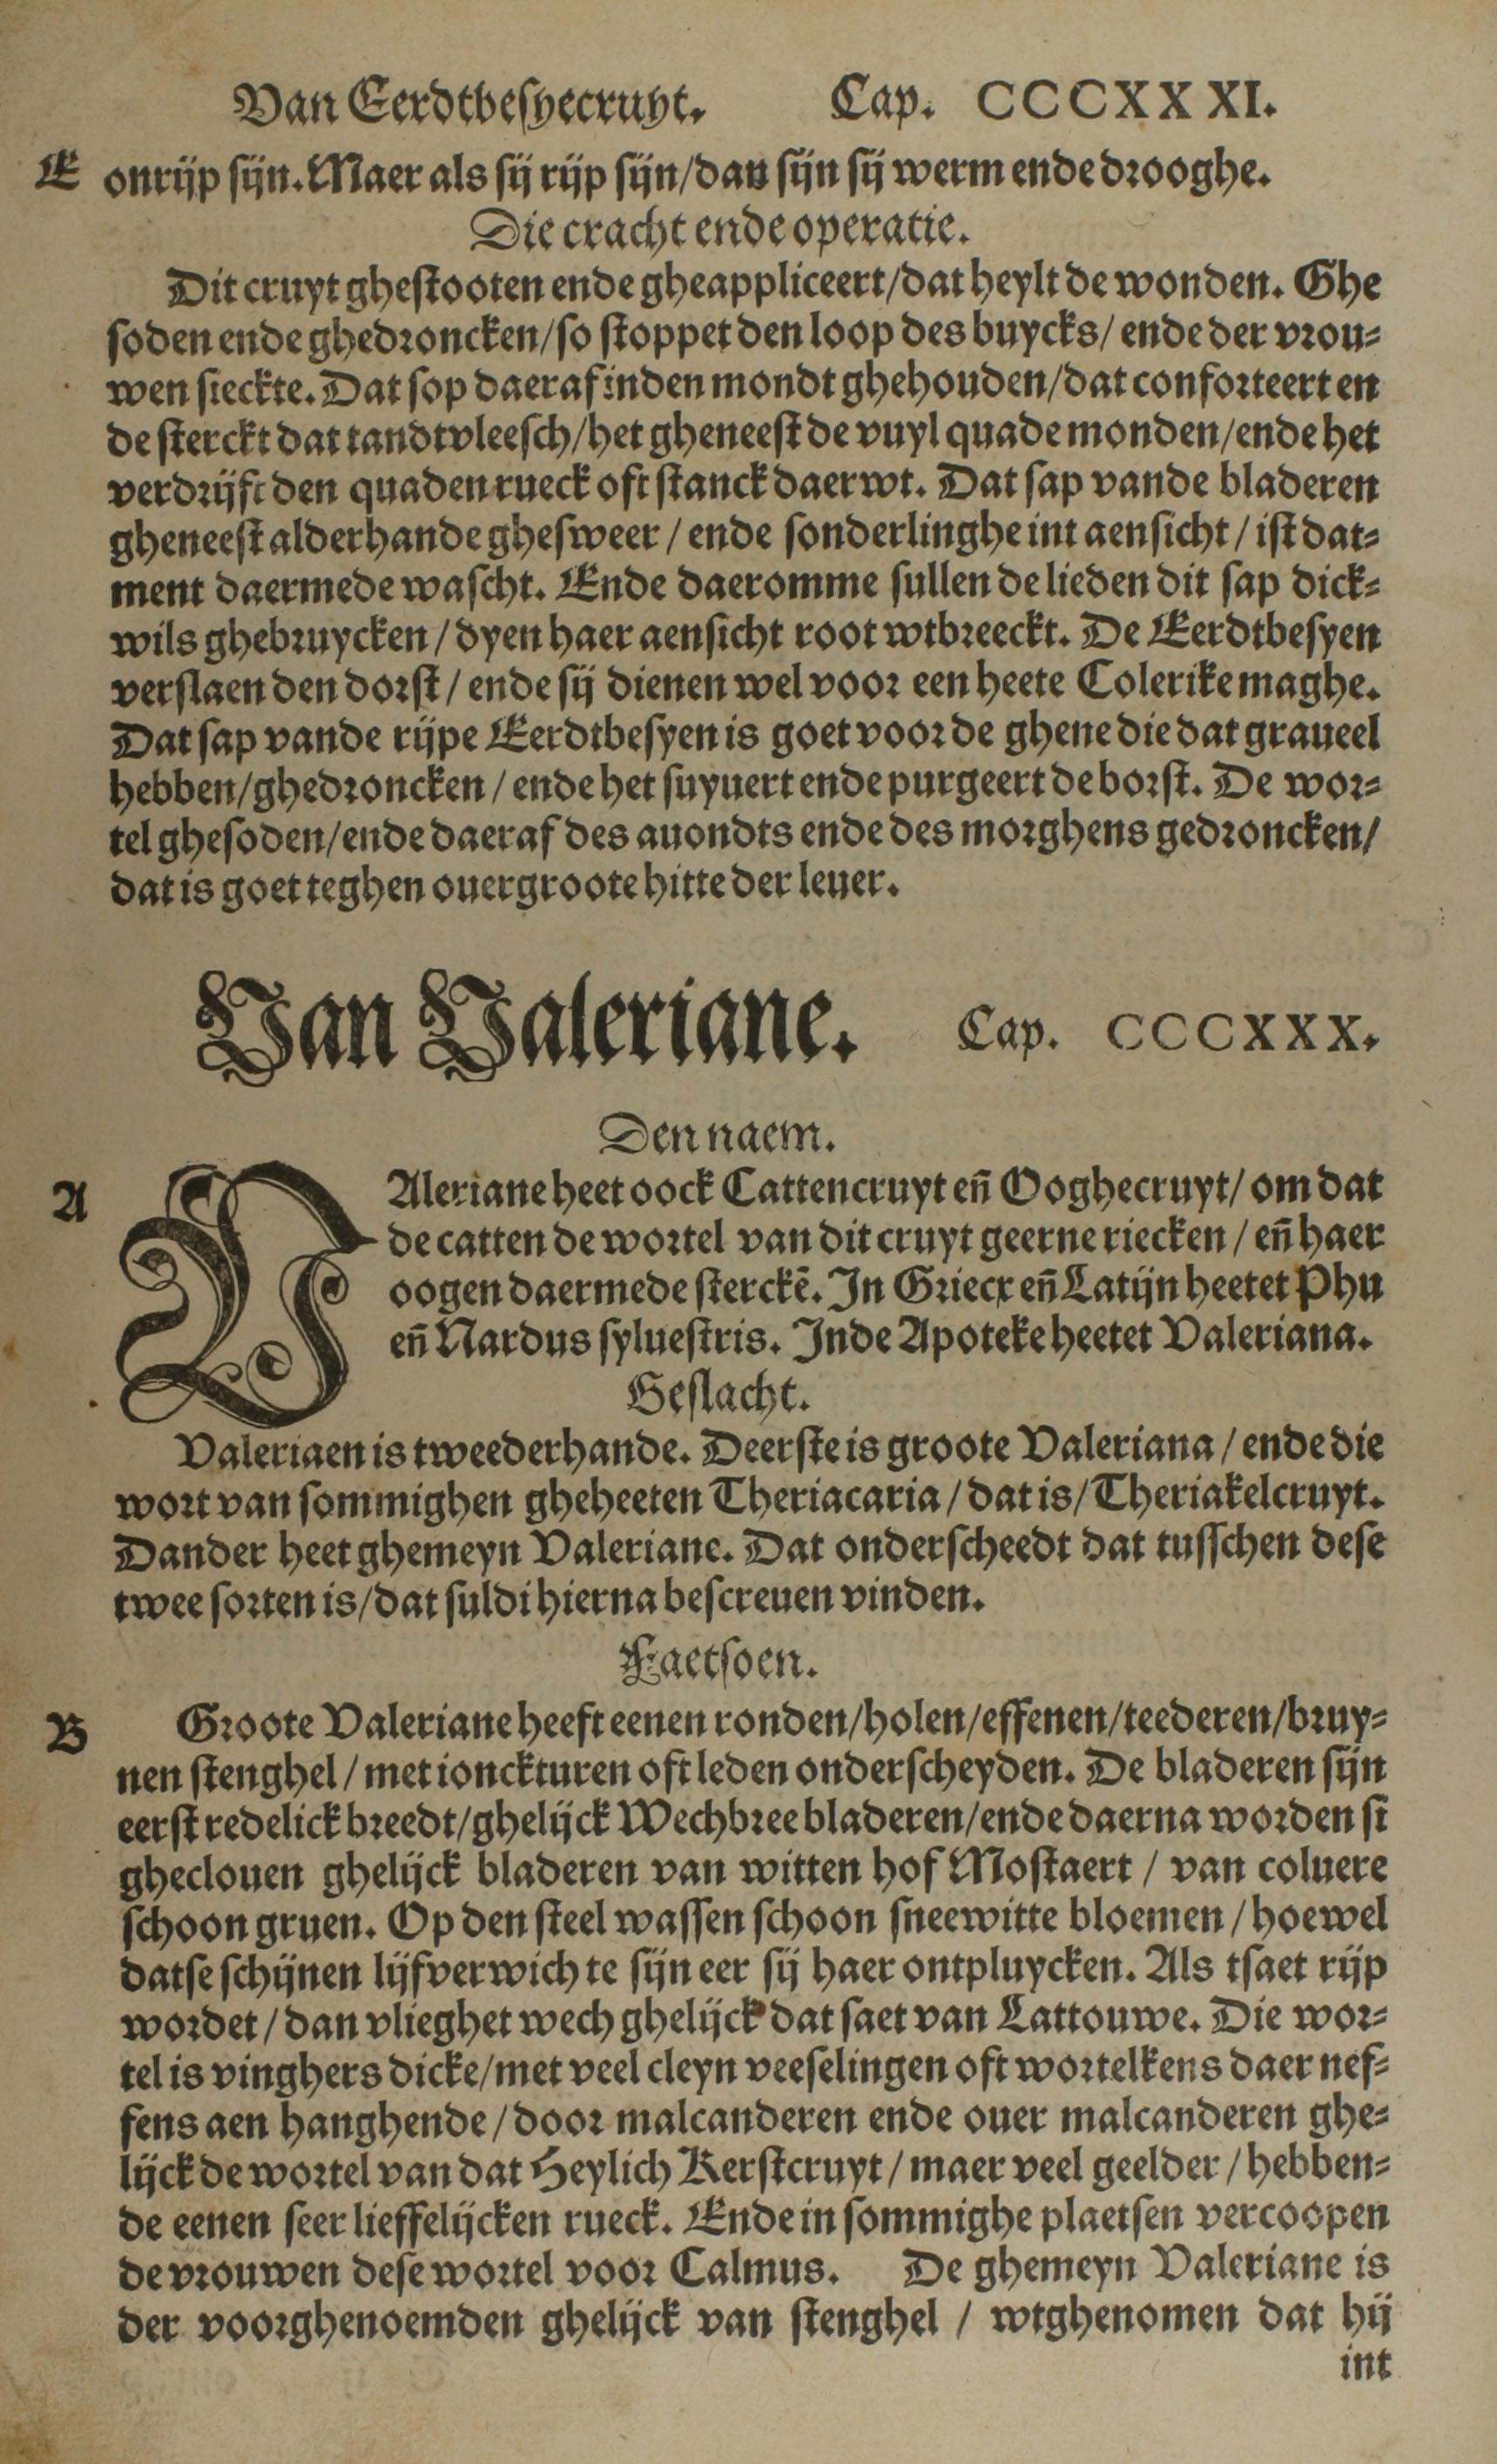 Van Eerdtbesyecruyt. Cap. CCCXXXI.
E onrijp sijn. Maer als sij rijp sijn/dan sijn sij werm ende drooghe.
Die cracht ende operatie.
Dit cruyt ghestooten ende gheappliceert/dat heylt de wonden. Ghe
soden ende ghedroncken/so stoppet den loop des buycks/ ende der vrou-
wen sieckte. Dat sop daeraf inden mondt ghehouden/dat conforteert en
de sterckt dat tandtvleesch/het gheneest de vuyl quade monden/ende het
verdrijft den quaden rueck oft stanck daerwt. Dat sap vande bladeren
gheneest alderhande ghesweer / ende sonderlinghe int aensicht / ist dat-
ment daermede wascht. Ende daeromme sullen de lieden dit sap dick-
wils ghebruycken / dyen haer aensicht root wtbreeckt. De Eerdtbesyen
verslaen den dorst / ende sij dienen wel voor een heete Colerike maghe.
Dat sap vande rijpe Eerdtbesyen is goet voor de ghene die dat graueel
hebben/ghedroncken / ende het suyuert ende purgeert de borst. De wor-
tel ghesoden/ende daeraf des auondts ende des morghens gedroncken/
dat is goet teghen ouergroote hitte der leuer.
Van Valeriane. Cap. CCCXXX.
Den naem.
A VAleriane heet oock Cattencruyt eñ Ooghecruyt/ om dat
de catten de wortel van dit cruyt geerne riecken / eñ haer
oogen daermede sterckẽ. In Griecx eñ Latijn heetet Phu
eñ Nardus syluestris. Inde Apoteke heetet Valeriana.
Geslacht.
Valeriaen is tweederhande. Deerste is groote Valeriana / ende die
wort van sommighen gheheeten Theriacaria / dat is/ Theriakelcruyt.
Dander heet ghemeyn Valeriane. Dat onderscheedt dat tusschen dese
twee sorten is/dat suldi hierna bescreuen vinden.
Faetsoen.
B Groote Valeriane heeft eenen ronden/holen/effenen/teederen/bruy-
nen stenghel / met ionckturen oft leden onderscheyden. De bladeren sijn
eerst redelick breedt/ghelijck Wechbree bladeren/ende daerna worden si
gheclouen ghelijck bladeren van witten hof Mostaert / van coluere
schoon gruen. Op den steel wassen schoon sneewitte bloemen / hoewel
datse schijnen lijfverwich te sijn eer sij haer ontpluycken. Als tsaet rijp
wordet / dan vlieghet wech ghelijck dat saet van Lattouwe. Die wor-
tel is vinghers dicke/met veel cleyn veeselingen oft wortelkens daer nef-
fens aen hanghende / door malcanderen ende ouer malcanderen ghe-
lijck de wortel van dat Heylich Kerstcruyt / maer veel geelder / hebben-
de eenen seer lieffelijcken rueck. Ende in sommighe plaetsen vercoopen
de vrouwen dese wortel voor Calmus. De ghemeyn Valeriane is
der voorghenoemden ghelijck van stenghel / wtghenomen dat hij
int